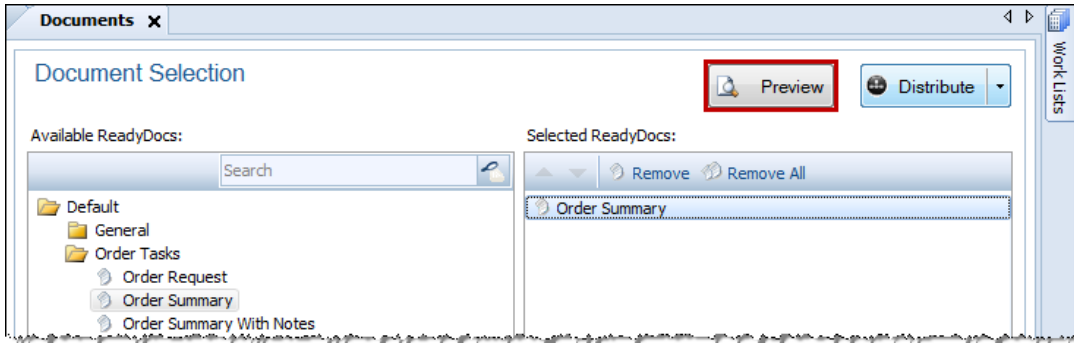 Documents
Work Lists
Document Selection
Preview
Distribute
Available ReadyDocs:
Selected ReadyDocs:
Search
Remove
Remove All
Default
General
Order Tasks
Order Request
Order Summary
Order Summary With Notes
Order Summary